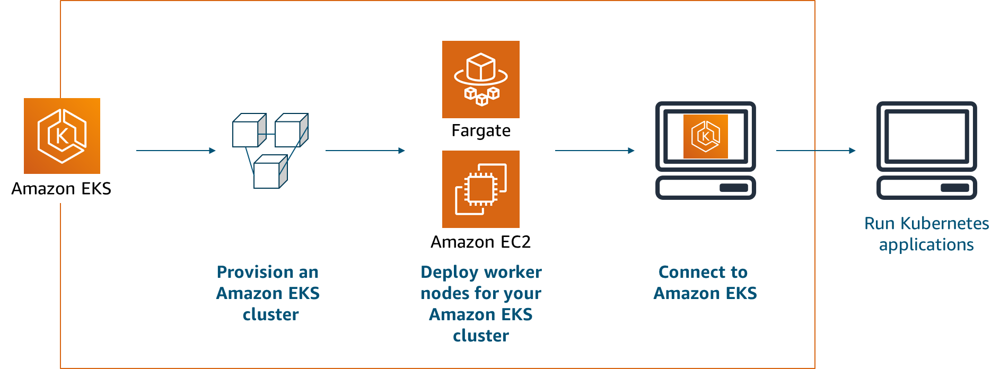 K
Amazon EKS
Provision an
Amazon EKS
cluster
Fargate
Amazon EC2
Deploy worker
nodes for your
Amazon EKS
cluster
K
Connect to
Amazon EKS
Run Kubernetes
applications